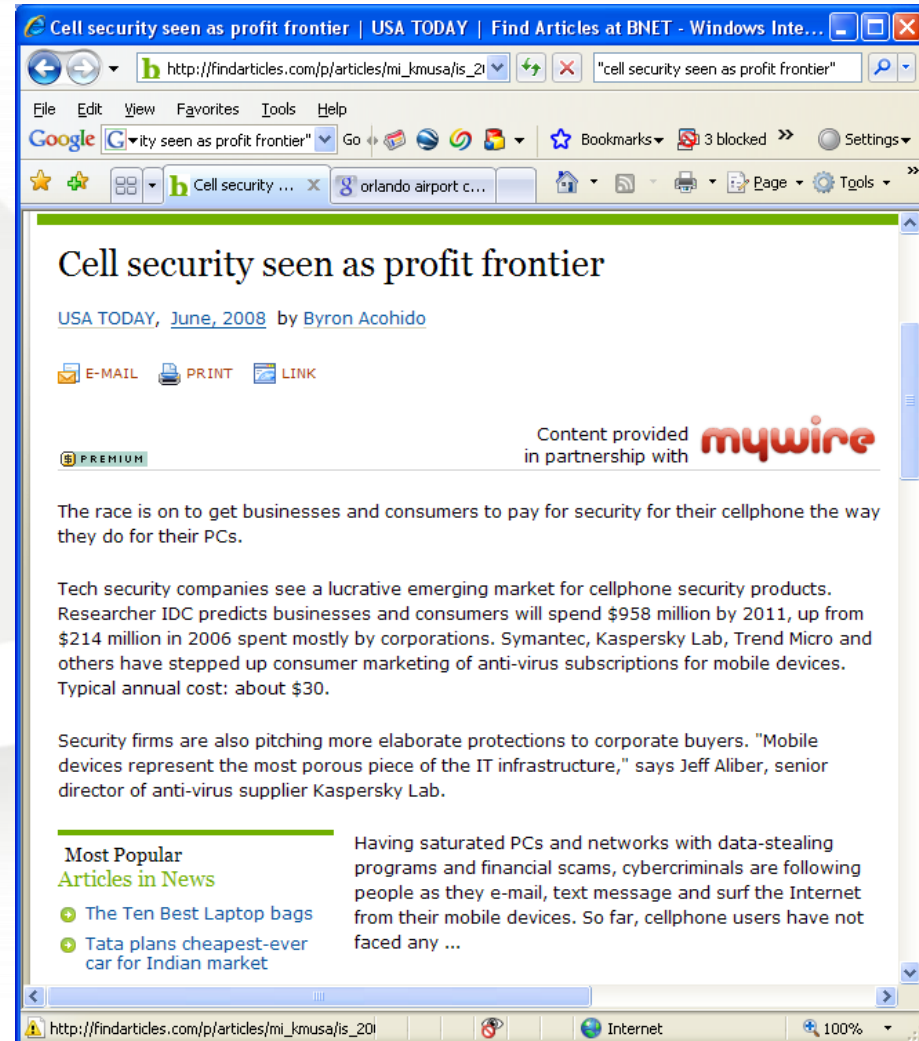 Cell security seen as profit frontier | USA TODAY | Find Articles at BNET - Windows Inte...
http://findarticles.com/p/articles/mi_kmusa/is_2
"cell security seen as profit frontier"
File Edit View Favorites Tools Help
Google G ity seen as profit frontier" Go Bookmarks 3 blocked Settings
Cell security ... orlando airport c... Page Tools
Cell security seen as profit frontier
USA TODAY, June, 2008 by Byron Acohido
E-MAIL PRINT LINK
Content provided
in partnership with mywire
$ PREMIUM
The race is on to get businesses and consumers to pay for security for their cellphone the way
they do for their PCs.
Tech security companies see a lucrative emerging market for cellphone security products.
Researcher IDC predicts businesses and consumers will spend $958 million by 2011, up from
$214 million in 2006 spent mostly by corporations. Symantec, Kaspersky Lab, Trend Micro and
others have stepped up consumer marketing of anti-virus subscriptions for mobile devices.
Typical annual cost: about $30.
Security firms are also pitching more elaborate protections to corporate buyers. "Mobile
devices represent the most porous piece of the IT infrastructure," says Jeff Aliber, senior
director of anti-virus supplier Kaspersky Lab.
Most Popular
Articles in News
The Ten Best Laptop bags
Tata plans cheapest-ever
car for Indian market
Having saturated PCs and networks with data-stealing
programs and financial scams, cybercriminals are following
people as they e-mail, text message and surf the Internet
from their mobile devices. So far, cellphone users have not
faced any ...
http://findarticles.com/p/articles/mi_kmusa/is_20 Internet 100%